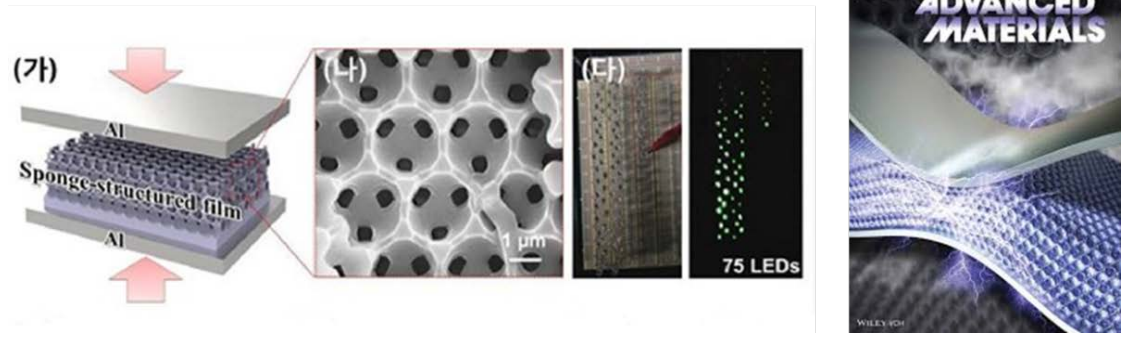 (가)
Al
Sponge-structured film
Al
(나)
1 μm
(다)
75 LEDs
ADVANCED
MATERIALS
WILEY-VCH